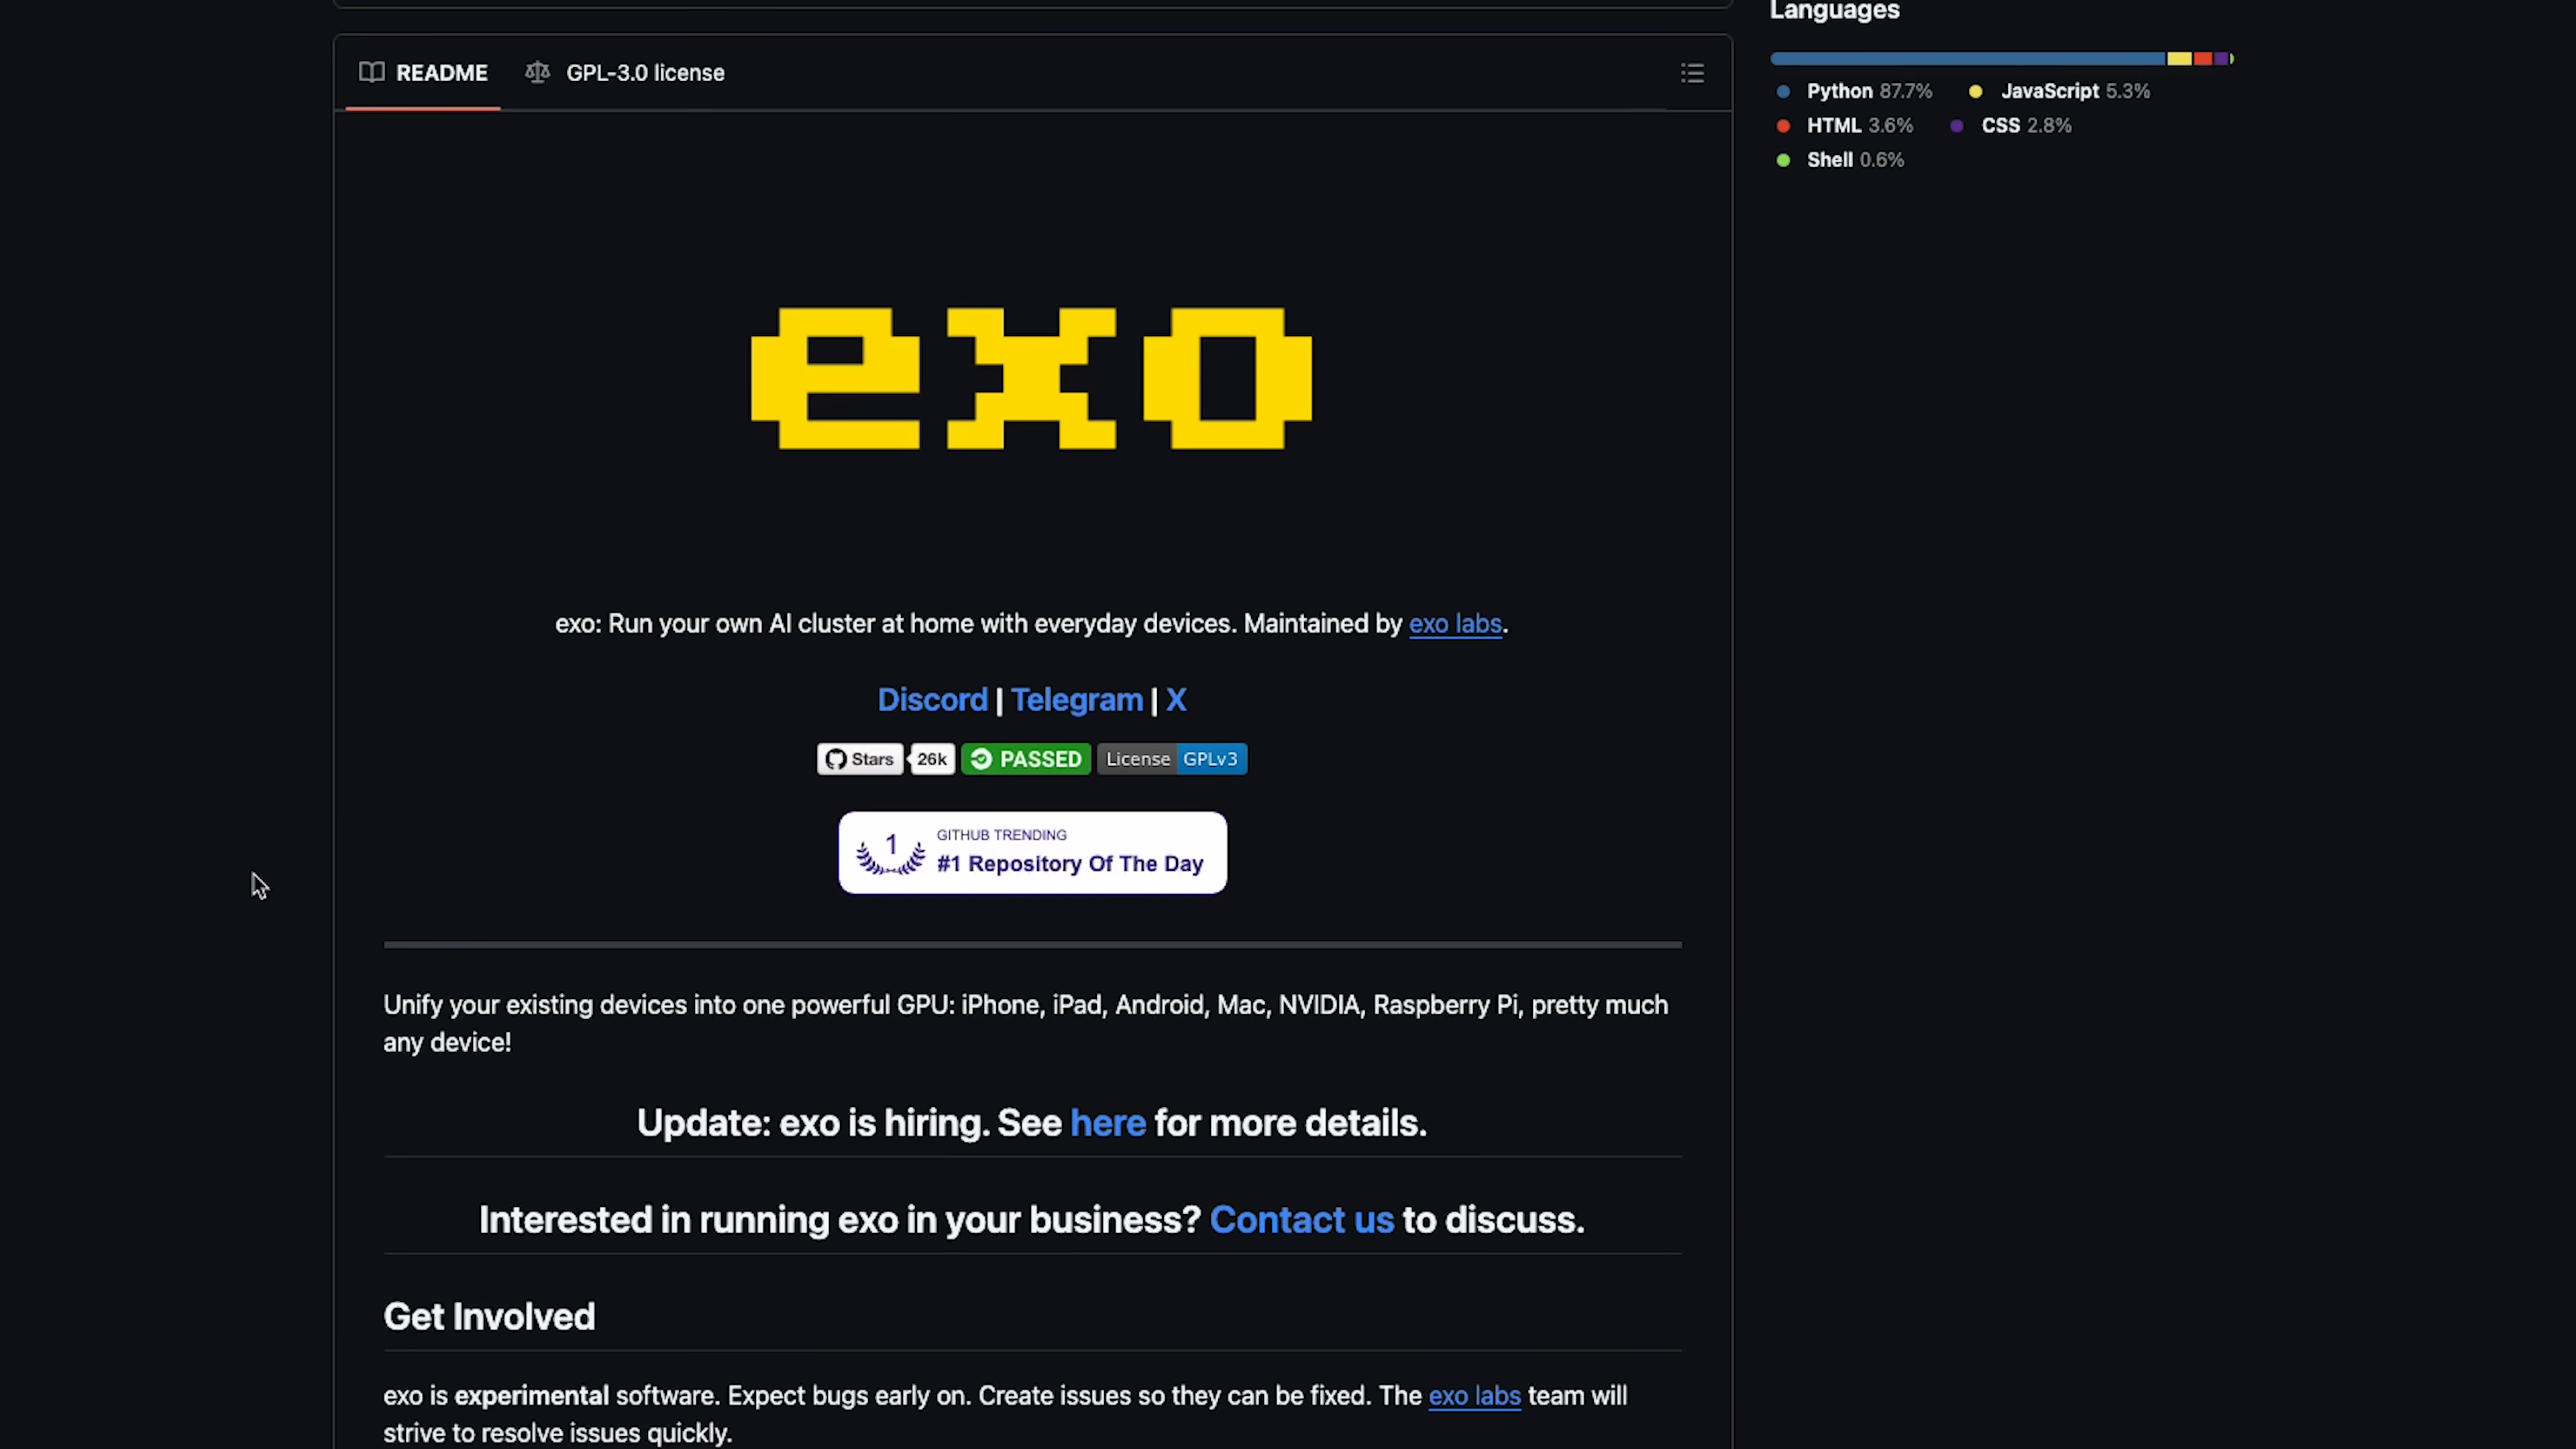 Languages
README
GPL-3.0 license
Python 87.7%
JavaScript 5.3%
HTML 3.6%
CSS 2.8%
Shell 0.6%
exo
exo: Run your own AI cluster at home with everyday devices. Maintained by exo labs.
Discord | Telegram | X
Stars 26k PASSED License GPLv3
1
GITHUB TRENDING
#1 Repository Of The Day
Unify your existing devices into one powerful GPU: iPhone, iPad, Android, Mac, NVIDIA, Raspberry Pi, pretty much
any device!
Update: exo is hiring. See here for more details.
Interested in running exo in your business? Contact us to discuss.
Get Involved
exo is experimental software. Expect bugs early on. Create issues so they can be fixed. The exo labs team will
strive to resolve issues quickly.